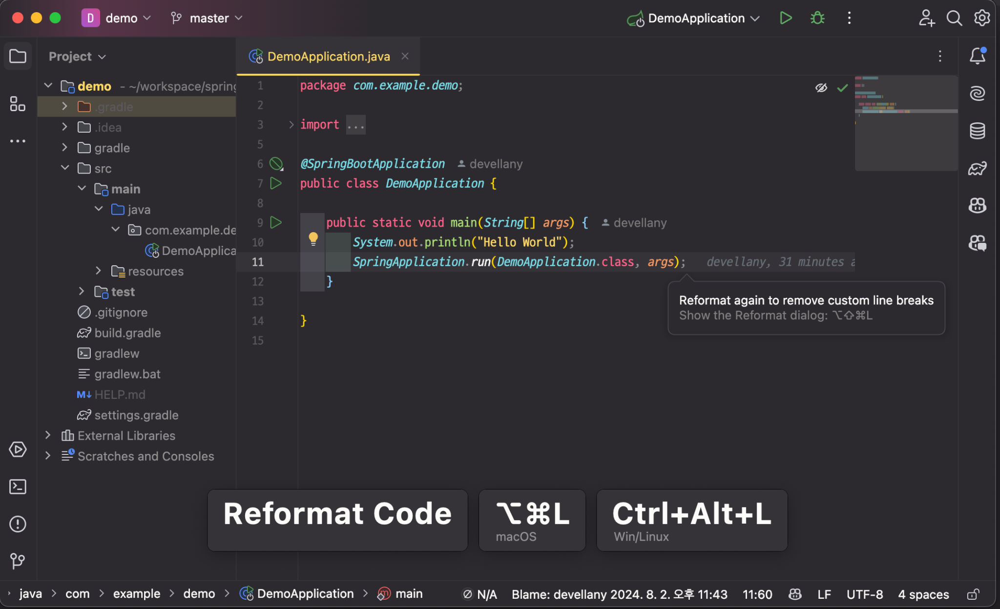 D demo master DemoApplication
Project DemoApplication.java
demo - ~/workspace/spring
.gradle
.idea
gradle
src
main
java
com.example.de
DemoApplica
resources
test
.gitignore
build.gradle
gradlew
gradlew.bat
M↓ HELP.md
settings.gradle
External Libraries
Scratches and Consoles
1 package com.example.demo;
2
3 import ...
5
6 @SpringBootApplication devellany
7 public class DemoApplication {
8
9 public static void main(String[] args) { devellany
10 System.out.println("Hello World");
11 SpringApplication.run(DemoApplication.class, args); devellany, 31 minutes a
12 }
13
14 }
15
Reformat again to remove custom line breaks
Show the Reformat dialog: ⌥⇧⌘L
Reformat Code ⌥⌘L Ctrl+Alt+L
macOS Win/Linux
java > com > example > demo > DemoApplication > main N/A Blame: devellany 2024. 8. 2. 오후 11:43 11:60 LF UTF-8 4 spaces